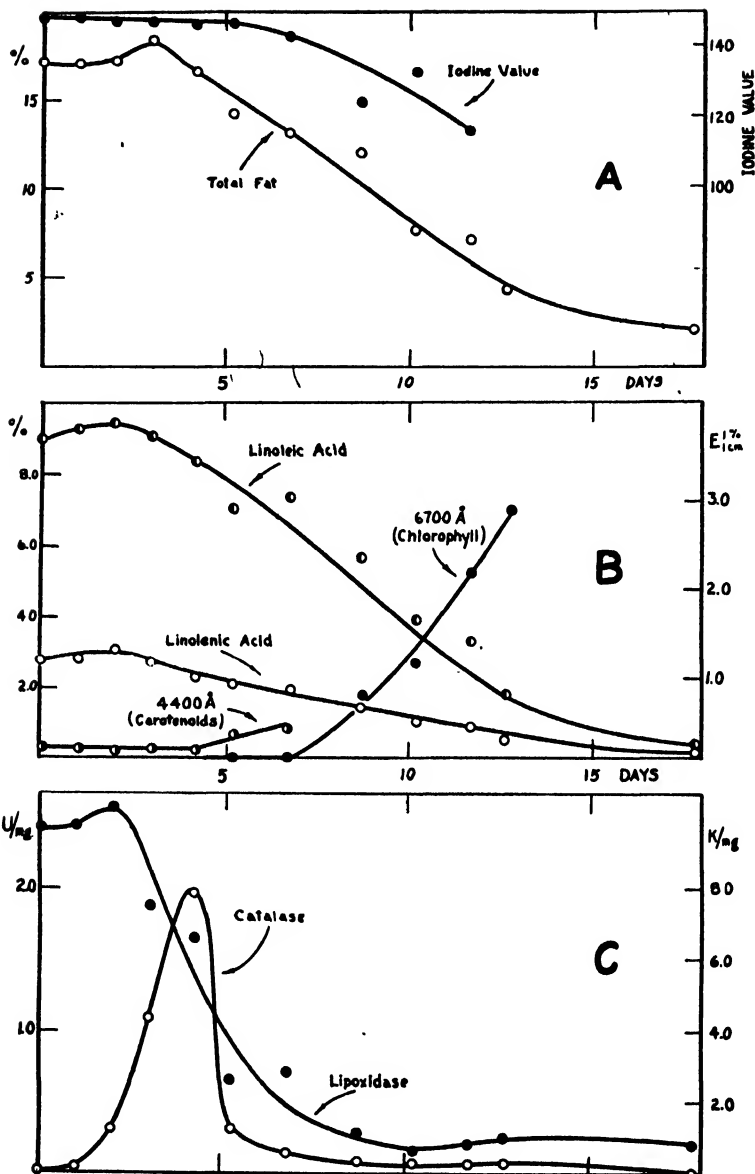 %
140
Iodine Value
15
120
IODINE VALUE
A
Total Fat
10
100
5
5
10
15
DAYS
%
E 1% 1cm
Linoleic Acid
8.0
3.0
6700 Å
(Chlorophyll)
6.0
B
2.0
4.0
Linolenic Acid
4400 Å
(Carotenoids)
2.0
1.0
5
10
15
DAYS
U/mg
K/mg
2.0
8.0
Catalase
C
6.0
1.0
4.0
Lipoxidase
2.0